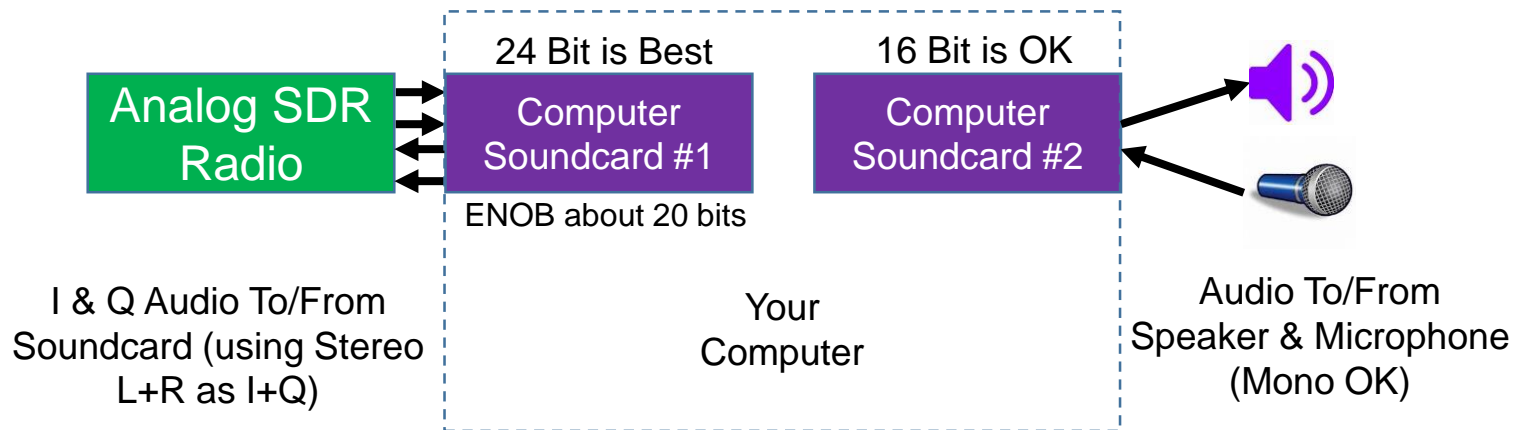 24 Bit is Best
16 Bit is OK
Analog SDR
Radio
Computer
Soundcard #1
Computer
Soundcard #2
ENOB about 20 bits
I & Q Audio To/From
Soundcard (using Stereo
L+R as I+Q)
Your
Computer
Audio To/From
Speaker & Microphone
(Mono OK)